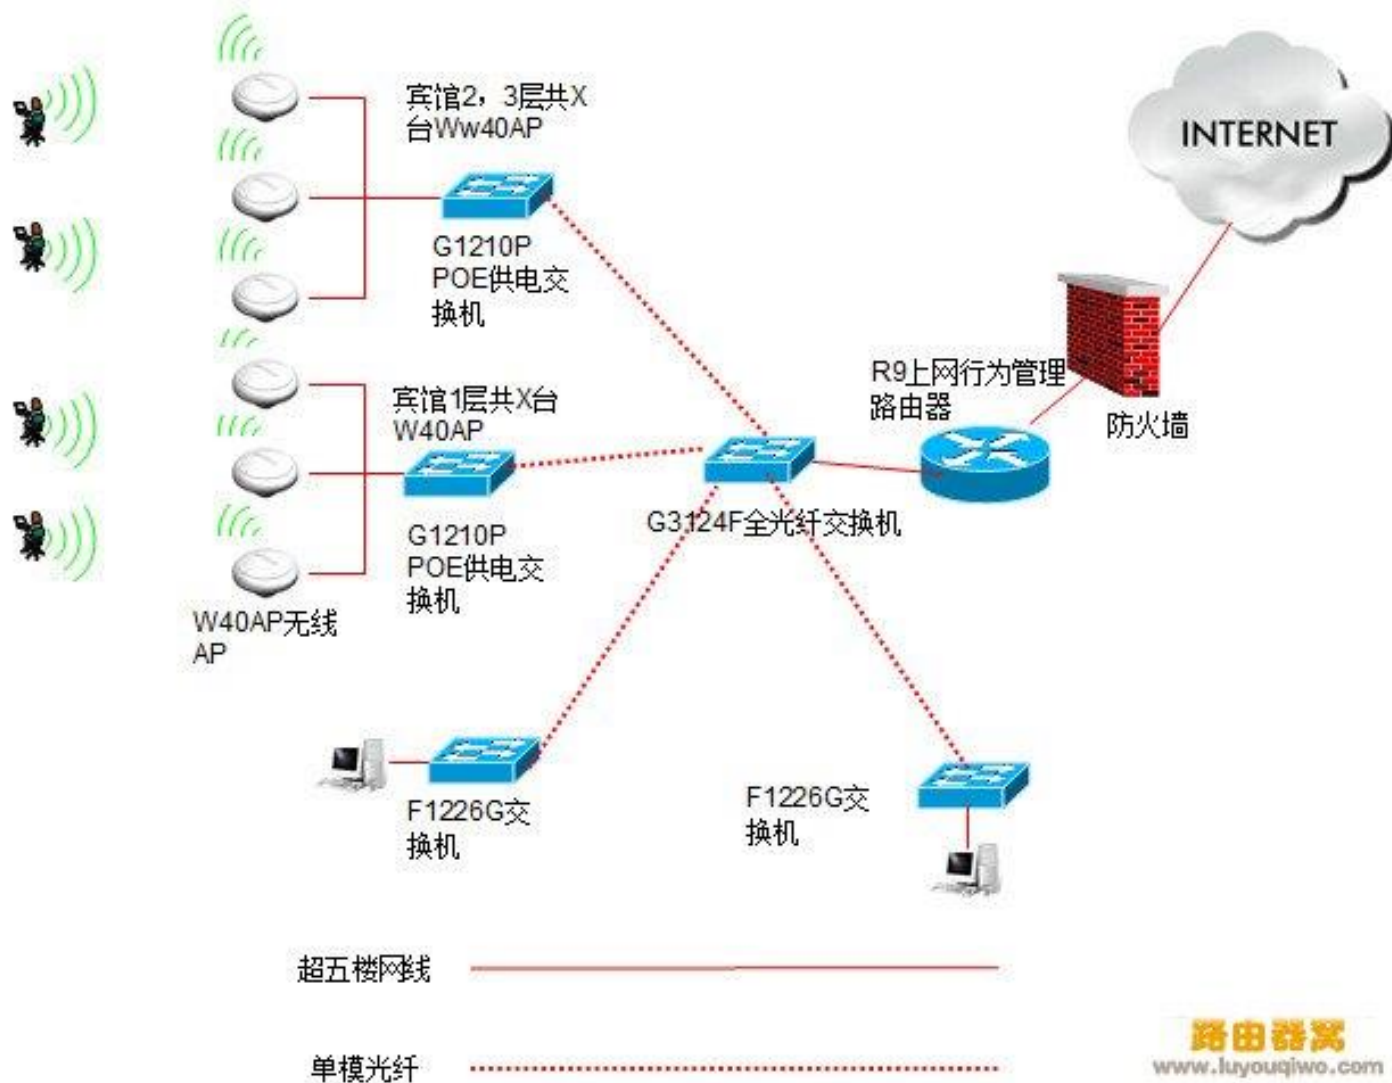 宾馆2，3层共X
台Ww40AP
INTERNET
G1210P
POE供电交
换机
R9上网行为管理
路由器
防火墙
宾馆1层共X台
W40AP
G3124F全光纤交换机
G1210P
POE供电交
换机
W40AP无线
AP
F1226G交
换机
F1226G交
换机
超五楼网线
单模光纤
路由器窝
www.luyouqiwo.com